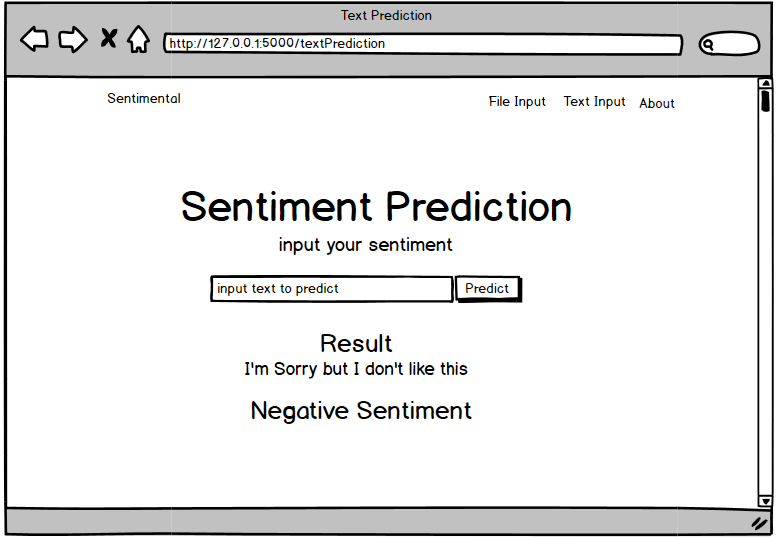 Text Prediction
http://127.0.0.1:5000/textPrediction
Sentimental
File Input Text Input About
Sentiment Prediction
input your sentiment
input text to predict Predict
Result
I'm Sorry but I don't like this
Negative Sentiment